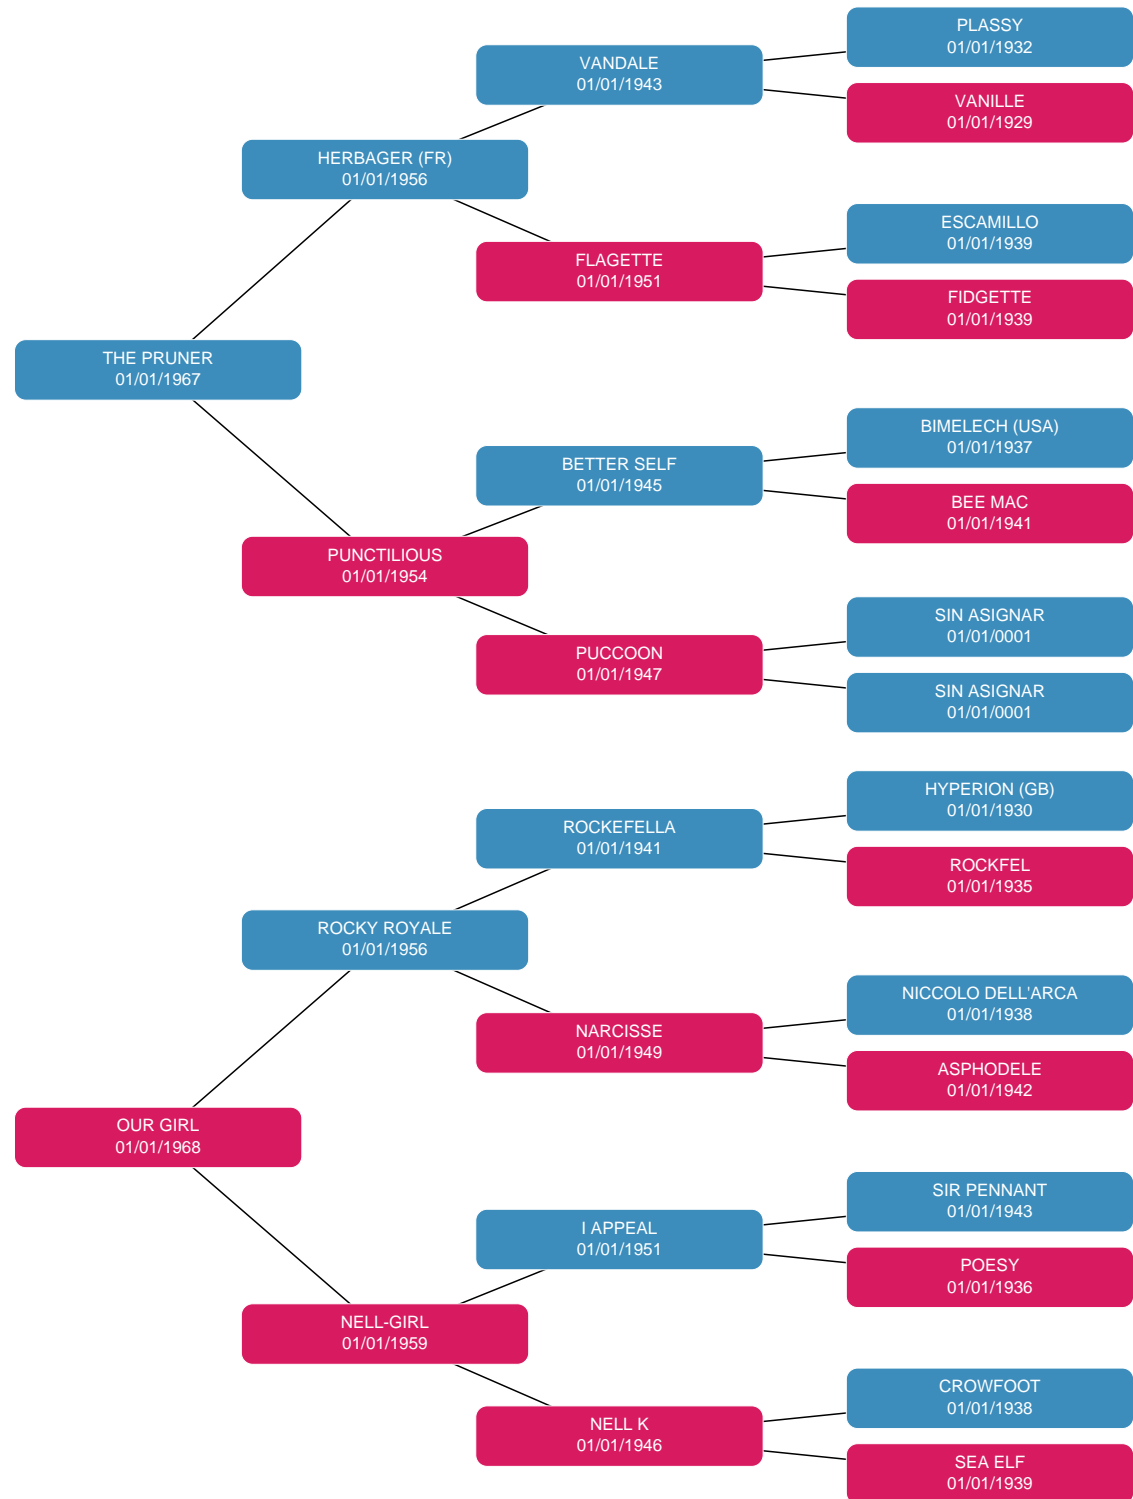 PLASSY
01/01/1932
VANDALE
01/01/1943
VANILLE
01/01/1929
HERBAGER (FR)
01/01/1956
ESCAMILLO
01/01/1939
FLAGETTE
01/01/1951
FIDGETTE
01/01/1939
THE PRUNER
01/01/1967
BIMELECH (USA)
01/01/1937
BETTER SELF
01/01/1945
BEE MAC
01/01/1941
PUNCTILIOUS
01/01/1954
SIN ASIGNAR
01/01/0001
PUCCOON
01/01/1947
SIN ASIGNAR
01/01/0001
HYPERION (GB)
01/01/1930
ROCKEFELLA
01/01/1941
ROCKFEL
01/01/1935
ROCKY ROYALE
01/01/1956
NICCOLO DELL'ARCA
01/01/1938
NARCISSE
01/01/1949
ASPHODELE
01/01/1942
OUR GIRL
01/01/1968
SIR PENNANT
01/01/1943
I APPEAL
01/01/1951
POESY
01/01/1936
NELL-GIRL
01/01/1959
CROWFOOT
01/01/1938
NELL K
01/01/1946
SEA ELF
01/01/1939